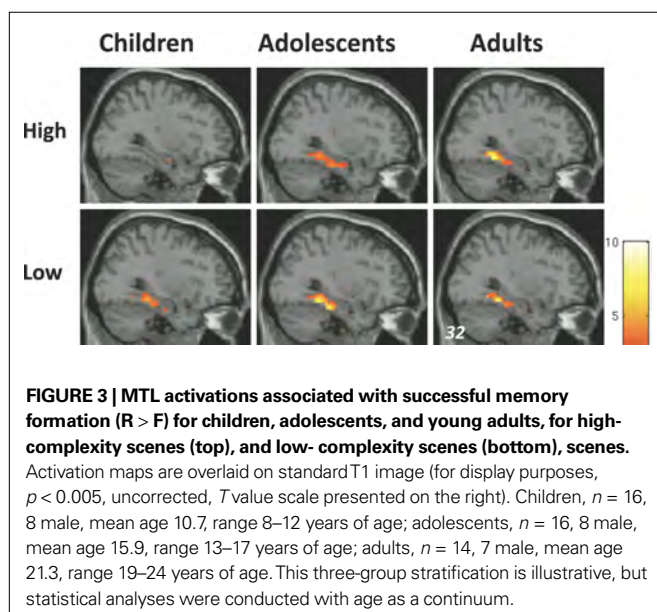 Children Adolescents Adults
High
Low
10
5
32
FIGURE 3 | MTL activations associated with successful memory
formation (R > F) for children, adolescents, and young adults, for high-
complexity scenes (top), and low- complexity scenes (bottom), scenes.
Activation maps are overlaid on standard T1 image (for display purposes,
p < 0.005, uncorrected, T value scale presented on the right). Children, n = 16,
8 male, mean age 10.7, range 8–12 years of age; adolescents, n = 16, 8 male,
mean age 15.9, range 13–17 years of age; adults, n = 14, 7 male, mean age
21.3, range 19–24 years of age. This three-group stratification is illustrative, but
statistical analyses were conducted with age as a continuum.